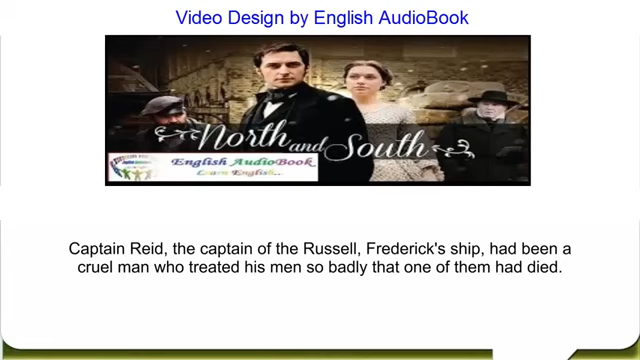 Video Design by English AudioBook
North and South
English AudioBook
Learn English...
Captain Reid, the captain of the Russell, Frederick's ship, had been a
cruel man who treated his men so badly that one of them had died.